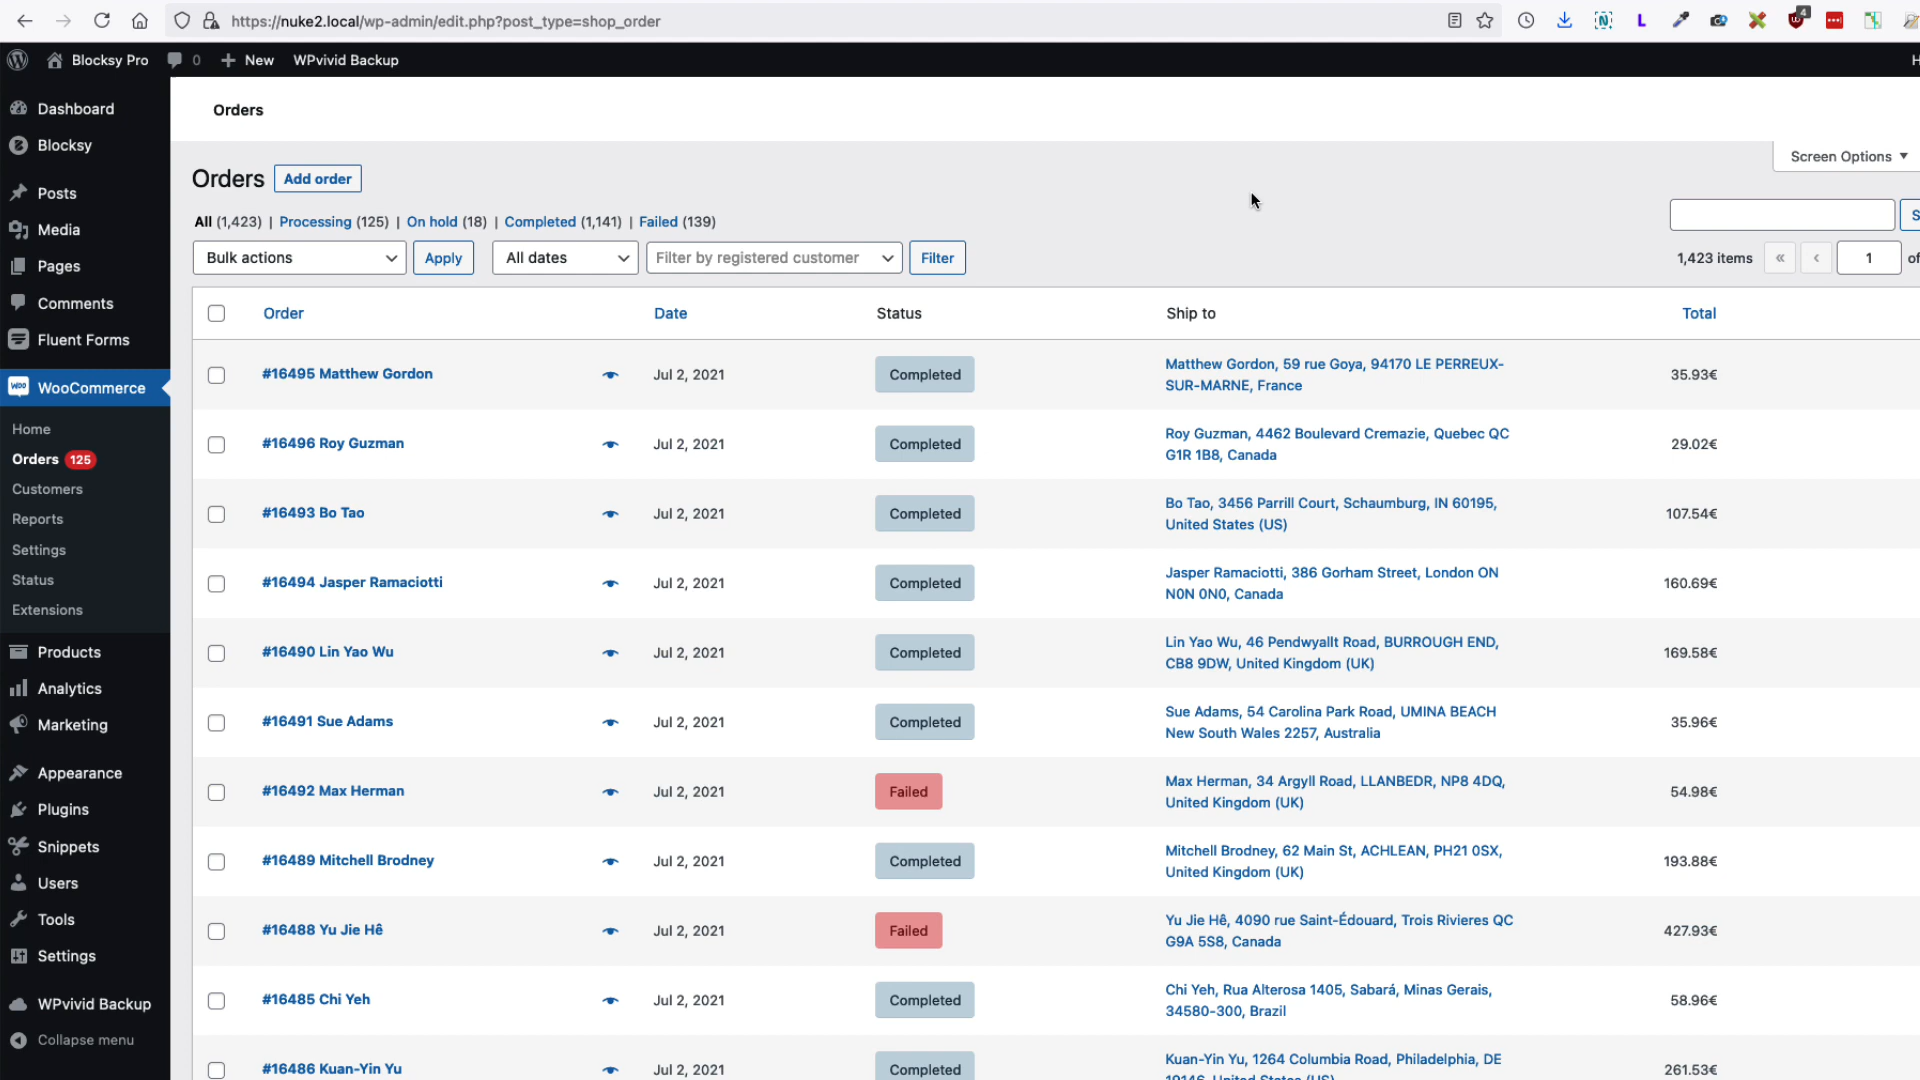 https://nuke2.local/wp-admin/edit.php?post_type=shop_order
L
4
Blocksy Pro
0
New
WPvivid Backup
Dashboard
Blocksy
Posts
Media
Pages
Comments
Fluent Forms
WooCommerce
Home
Orders 125
Customers
Reports
Settings
Status
Extensions
Products
Analytics
Marketing
Appearance
Plugins
Snippets
Users
Tools
Settings
WPvivid Backup
Collapse menu
Orders
Screen Options
Orders Add order
All (1,423) | Processing (125) | On hold (18) | Completed (1,141) | Failed (139)
Bulk actions Apply All dates Filter by registered customer Filter 1,423 items « ‹ 1 of
Order Date Status Ship to Total
#16495 Matthew Gordon Jul 2, 2021 Completed Matthew Gordon, 59 rue Goya, 94170 LE PERREUX-
SUR-MARNE, France 35.93€
#16496 Roy Guzman Jul 2, 2021 Completed Roy Guzman, 4462 Boulevard Cremazie, Quebec QC
G1R 1B8, Canada 29.02€
#16493 Bo Tao Jul 2, 2021 Completed Bo Tao, 3456 Parrill Court, Schaumburg, IN 60195,
United States (US) 107.54€
#16494 Jasper Ramaciotti Jul 2, 2021 Completed Jasper Ramaciotti, 386 Gorham Street, London ON
N0N 0N0, Canada 160.69€
#16490 Lin Yao Wu Jul 2, 2021 Completed Lin Yao Wu, 46 Pendwyallt Road, BURROUGH END,
CB8 9DW, United Kingdom (UK) 169.58€
#16491 Sue Adams Jul 2, 2021 Completed Sue Adams, 54 Carolina Park Road, UMINA BEACH
New South Wales 2257, Australia 35.96€
#16492 Max Herman Jul 2, 2021 Failed Max Herman, 34 Argyll Road, LLANBEDR, NP8 4DQ,
United Kingdom (UK) 54.98€
#16489 Mitchell Brodney Jul 2, 2021 Completed Mitchell Brodney, 62 Main St, ACHLEAN, PH21 0SX,
United Kingdom (UK) 193.88€
#16488 Yu Jie Hê Jul 2, 2021 Failed Yu Jie Hê, 4090 rue Saint-Édouard, Trois Rivieres QC
G9A 5S8, Canada 427.93€
#16485 Chi Yeh Jul 2, 2021 Completed Chi Yeh, Rua Alterosa 1405, Sabará, Minas Gerais,
34580-300, Brazil 58.96€
#16486 Kuan-Yin Yu Jul 2, 2021 Completed Kuan-Yin Yu, 1264 Columbia Road, Philadelphia, DE
19146, United States (US) 261.53€